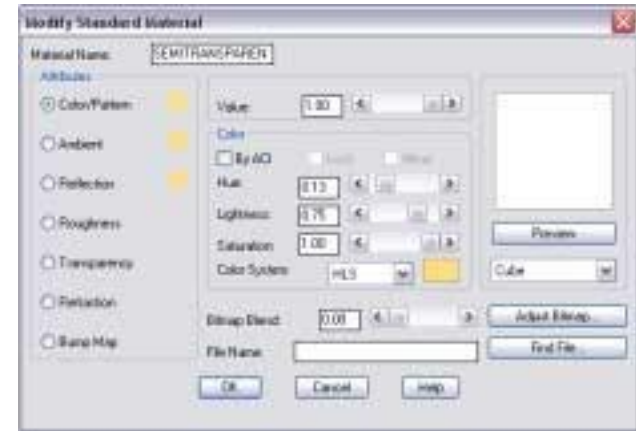 Modify Standard Material
Material Name: SEMITRANSPAREN
Attributes
Color/Pattern
Ambient
Reflection
Roughness
Transparency
Refraction
Bump Map
Value: 1.00
Color
By ACI
Lock
Mirror
Hue: 0.13
Lightness: 0.75
Saturation: 1.00
Color System: HLS
Bitmap Blend: 0.00
File Name:
Preview
Cube
Adjust Bitmap...
Find File...
OK
Cancel
Help